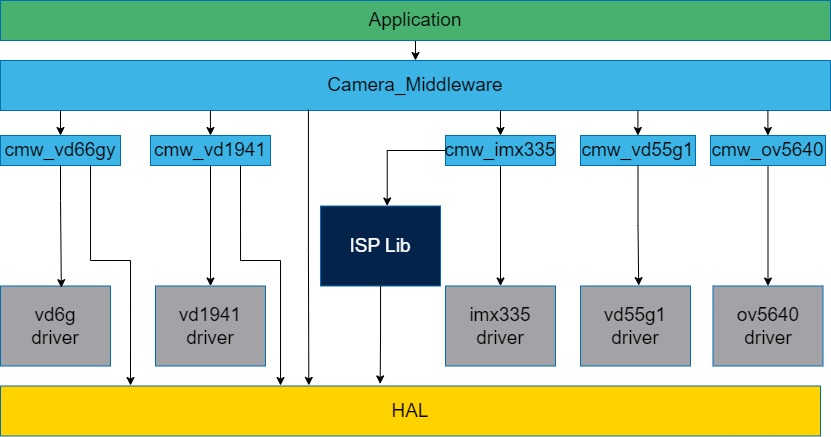 Application
Camera_Middleware
cmw_vd66gy
cmw_vd1941
cmw_imx335
cmw_vd55g1
cmw_ov5640
ISP Lib
vd6g
driver
vd1941
driver
imx335
driver
vd55g1
driver
ov5640
driver
HAL